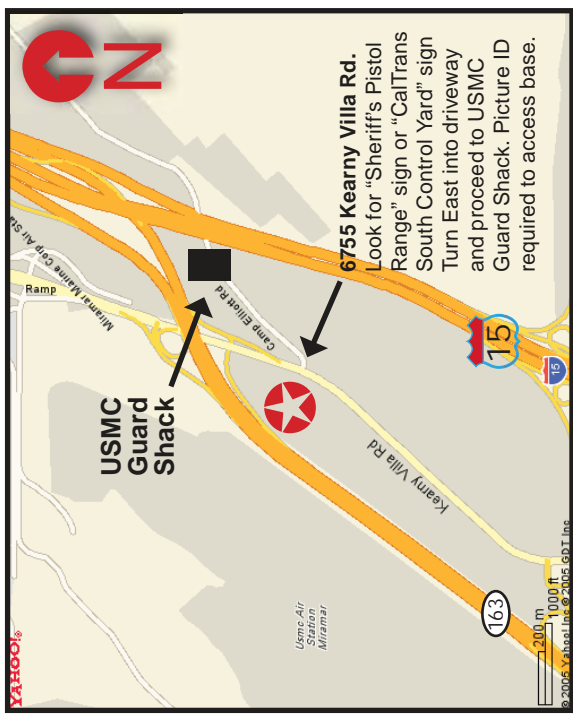 YAHOO!®
N
Miramar Marine Corp Air Sta
Ramp
Camp Elliott Rd
USMC
Guard
Shack
6755 Kearny Villa Rd.
Look for “Sheriff's Pistol
Range” sign or “CalTrans
South Control Yard” sign
Turn East into driveway
and proceed to USMC
Guard Shack. Picture ID
required to access base.
15
15
Kearny Villa Rd
Usmc Air
Station
Miramar
163
200 m
1000 ft
© 2005 Yahoo! Inc © 2005 GDT Inc